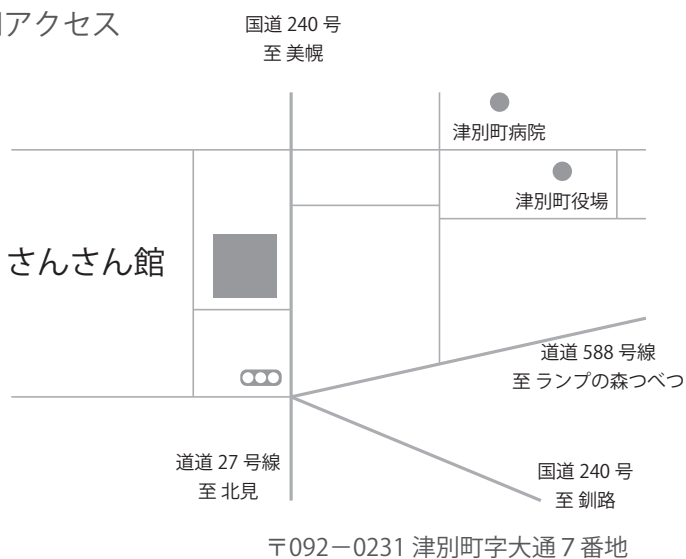 アクセス
国道 240 号
至 美幌
津別町病院
津別町役場
さんさん館
道道 588 号線
至 ランプの森つべつ
道道 27 号線
至 北見
国道 240 号
至 釧路
〒092－0231 津別町字大通７番地